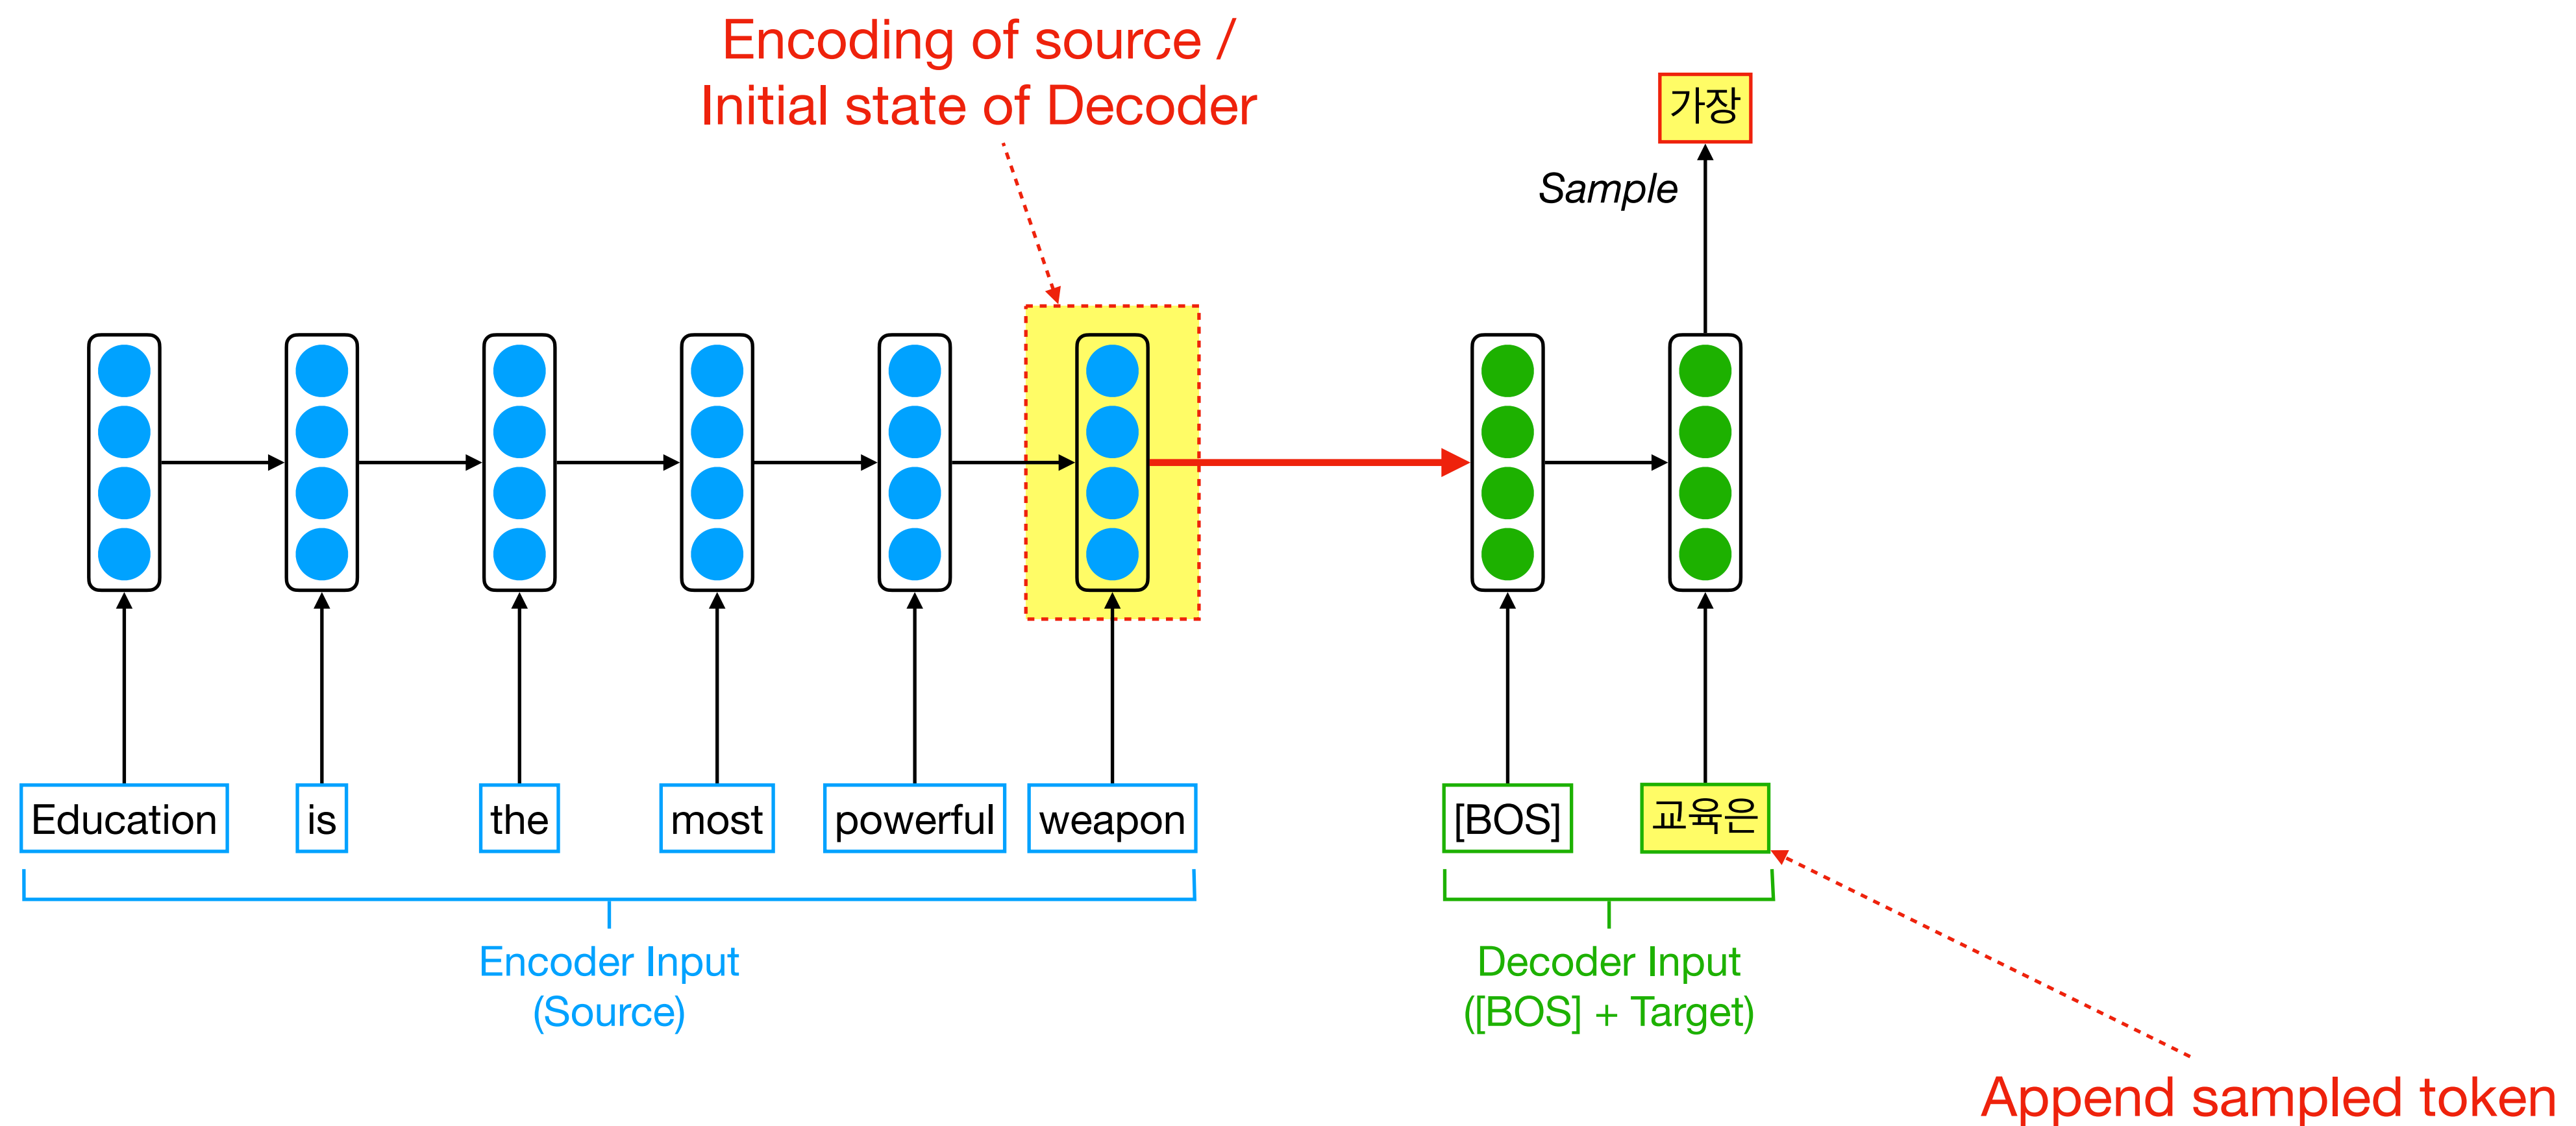 Encoding of source /
Initial state of Decoder
가장
Sample
Education is the most powerful weapon [BOS] 교육은
Encoder Input
(Source)
Decoder Input
([BOS] + Target)
Append sampled token